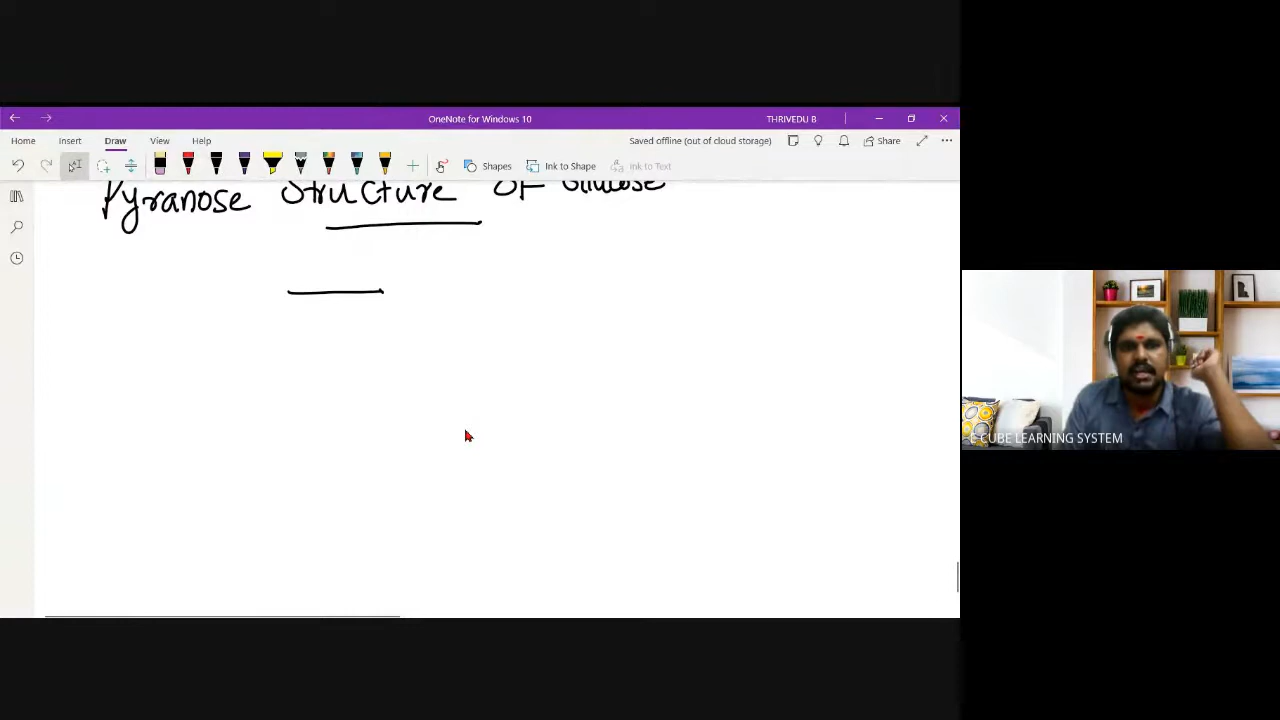 OneNote for Windows 10
THRIVEDU B
Home Insert Draw View Help
Saved offline (out of cloud storage)
Share
Shapes
Ink to Shape
Ink to Text
Pyranose Structure of Glucose
E CUBE LEARNING SYSTEM